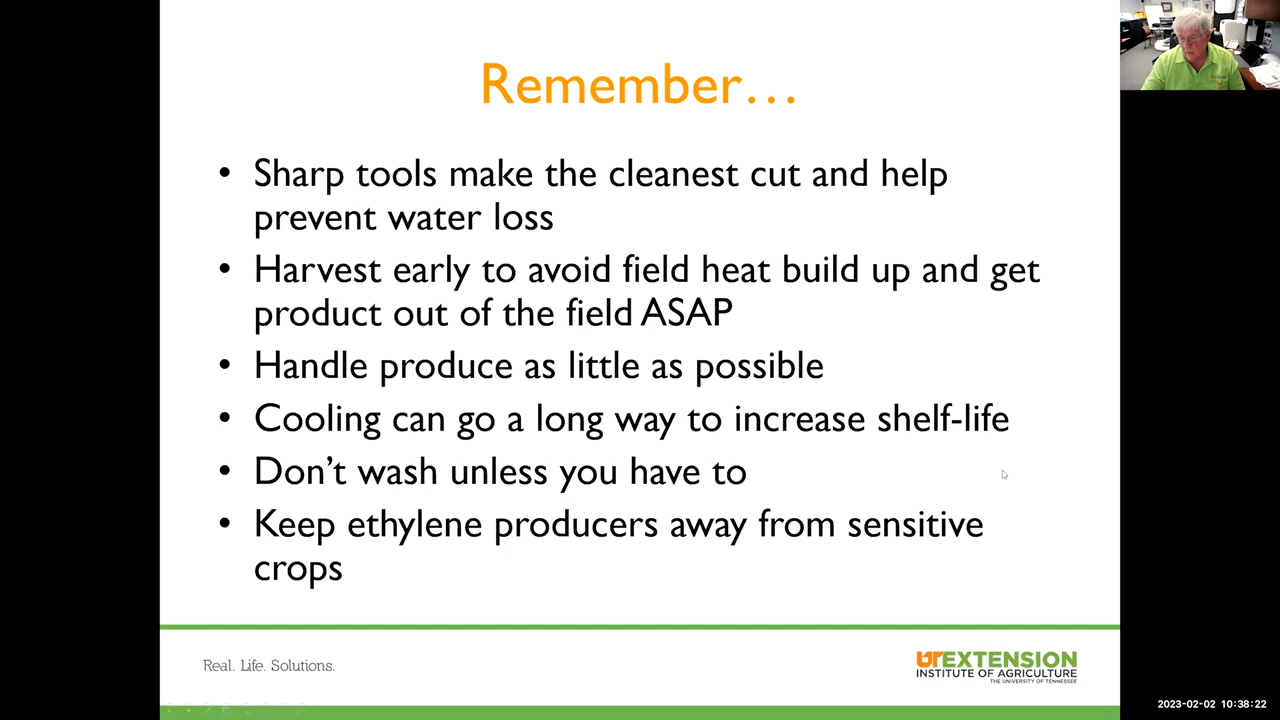 Remember…
• Sharp tools make the cleanest cut and help
prevent water loss
• Harvest early to avoid field heat build up and get
product out of the field ASAP
• Handle produce as little as possible
• Cooling can go a long way to increase shelf-life
• Don’t wash unless you have to
• Keep ethylene producers away from sensitive
crops
Real. Life. Solutions.
UTEXTENSION
INSTITUTE OF AGRICULTURE
THE UNIVERSITY OF TENNESSEE
2023-02-02 10:38:22